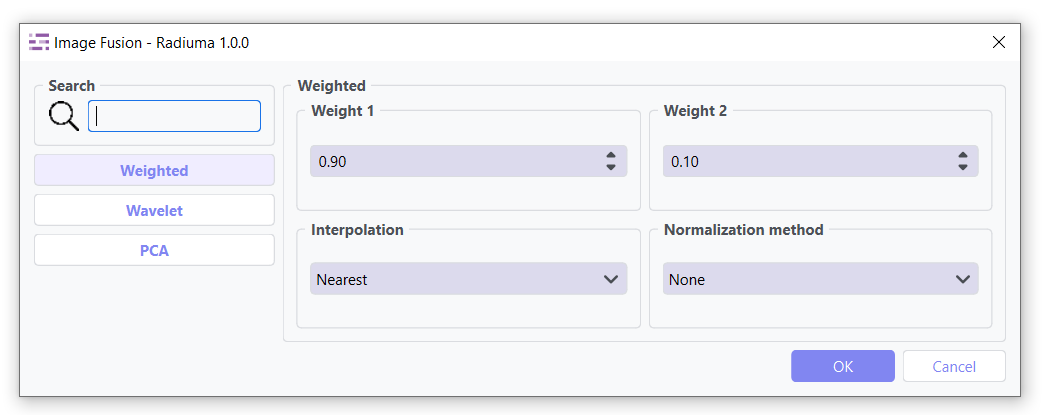 Image Fusion - Radiuma 1.0.0
Search
Weighted
Wavelet
PCA
Weighted
Weight 1
0.90
Weight 2
0.10
Interpolation
Nearest
Normalization method
None
OK
Cancel